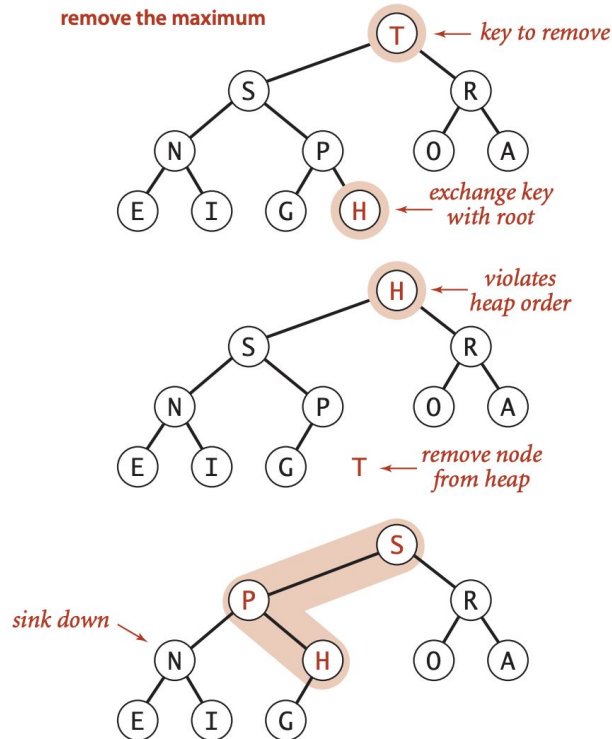 remove the maximum
T
key to remove
S
R
N
P
O
A
E
I
G
H
exchange key
with root
H
violates
heap order
S
R
N
P
O
A
E
I
G
T
remove node
from heap
S
P
R
sink down
N
H
O
A
E
I
G